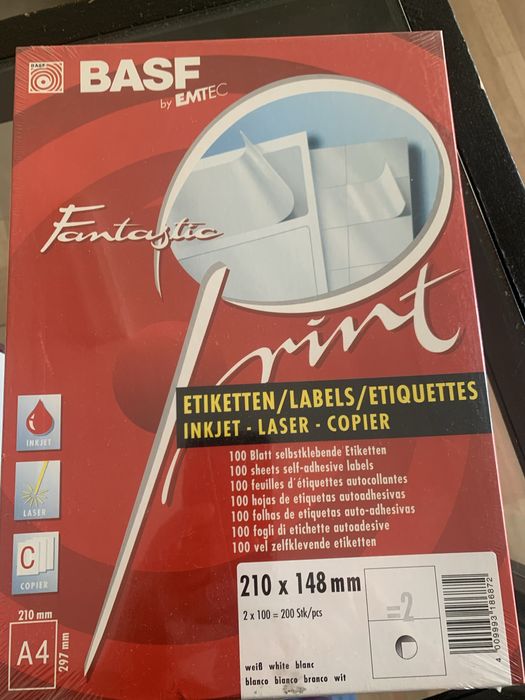 BASF
BASF
by EMTEC
Fantastic
Print
ETIKETTEN/LABELS/ETIQUETTES
INKJET - LASER - COPIER
100 Blatt selbstklebende Etiketten
100 sheets self-adhesive labels
100 feuilles d'étiquettes autocollantes
100 hojas de etiquetas autoadhesivas
100 folhas de etiquetas auto-adhesivas
100 fogli di etichette autoadesive
100 vel zelfklevende etiketten
INKJET
LASER
C
COPIER
210 mm
A4
297 mm
210 x 148 mm
2 x 100 = 200 Stk/pcs
=2
weiß white blanc
blanco bianco branco wit
4 009993 186872